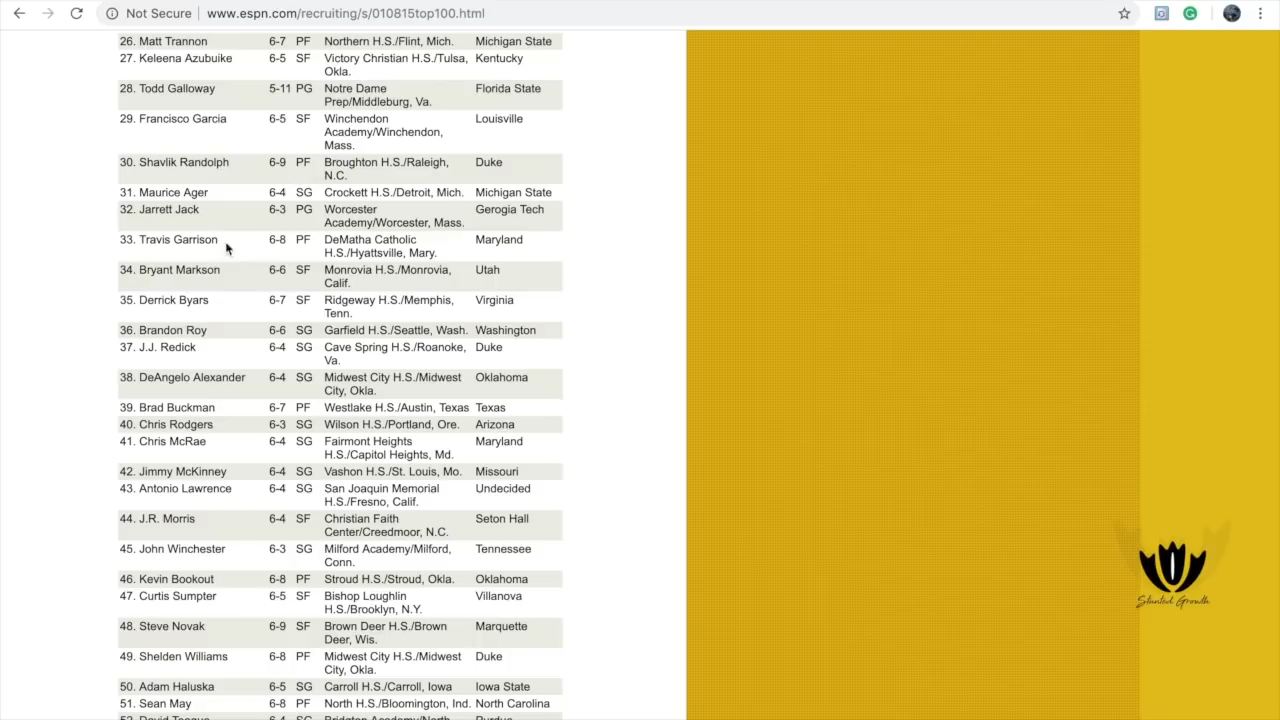 Not Secure | www.espn.com/recruiting/s/010815top100.html
26. Matt Trannon 6-7 PF Northern H.S./Flint, Mich. Michigan State
27. Keleena Azubuike 6-5 SF Victory Christian H.S./Tulsa, Kentucky
Okla.
28. Todd Galloway 5-11 PG Notre Dame Florida State
Prep/Middleburg, Va.
29. Francisco Garcia 6-5 SF Winchendon Louisville
Academy/Winchendon,
Mass.
30. Shavlik Randolph 6-9 PF Broughton H.S./Raleigh, Duke
N.C.
31. Maurice Ager 6-4 SG Crockett H.S./Detroit, Mich. Michigan State
32. Jarrett Jack 6-3 PG Worcester Gerogia Tech
Academy/Worcester, Mass.
33. Travis Garrison 6-8 PF DeMatha Catholic Maryland
H.S./Hyattsville, Mary.
34. Bryant Markson 6-6 SF Monrovia H.S./Monrovia, Utah
Calif.
35. Derrick Byars 6-7 SF Ridgeway H.S./Memphis, Virginia
Tenn.
36. Brandon Roy 6-6 SG Garfield H.S./Seattle, Wash. Washington
37. J.J. Redick 6-4 SG Cave Spring H.S./Roanoke, Duke
Va.
38. DeAngelo Alexander 6-4 SG Midwest City H.S./Midwest Oklahoma
City, Okla.
39. Brad Buckman 6-7 PF Westlake H.S./Austin, Texas Texas
40. Chris Rodgers 6-3 SG Wilson H.S./Portland, Ore. Arizona
41. Chris McRae 6-4 SG Fairmont Heights Maryland
H.S./Capitol Heights, Md.
42. Jimmy McKinney 6-4 SG Vashon H.S./St. Louis, Mo. Missouri
43. Antonio Lawrence 6-4 SG San Joaquin Memorial Undecided
H.S./Fresno, Calif.
44. J.R. Morris 6-4 SF Christian Faith Seton Hall
Center/Creedmoor, N.C.
45. John Winchester 6-3 SG Milford Academy/Milford, Tennessee
Conn.
46. Kevin Bookout 6-8 PF Stroud H.S./Stroud, Okla. Oklahoma
47. Curtis Sumpter 6-5 SF Bishop Loughlin Villanova
H.S./Brooklyn, N.Y.
48. Steve Novak 6-9 SF Brown Deer H.S./Brown Marquette
Deer, Wis.
49. Shelden Williams 6-8 PF Midwest City H.S./Midwest Duke
City, Okla.
50. Adam Haluska 6-5 SG Carroll H.S./Carroll, Iowa Iowa State
51. Sean May 6-8 PF North H.S./Bloomington, Ind. North Carolina
52. David Teague 6-4 SG Bridgton Academy/North Purdue
Stunted Growth